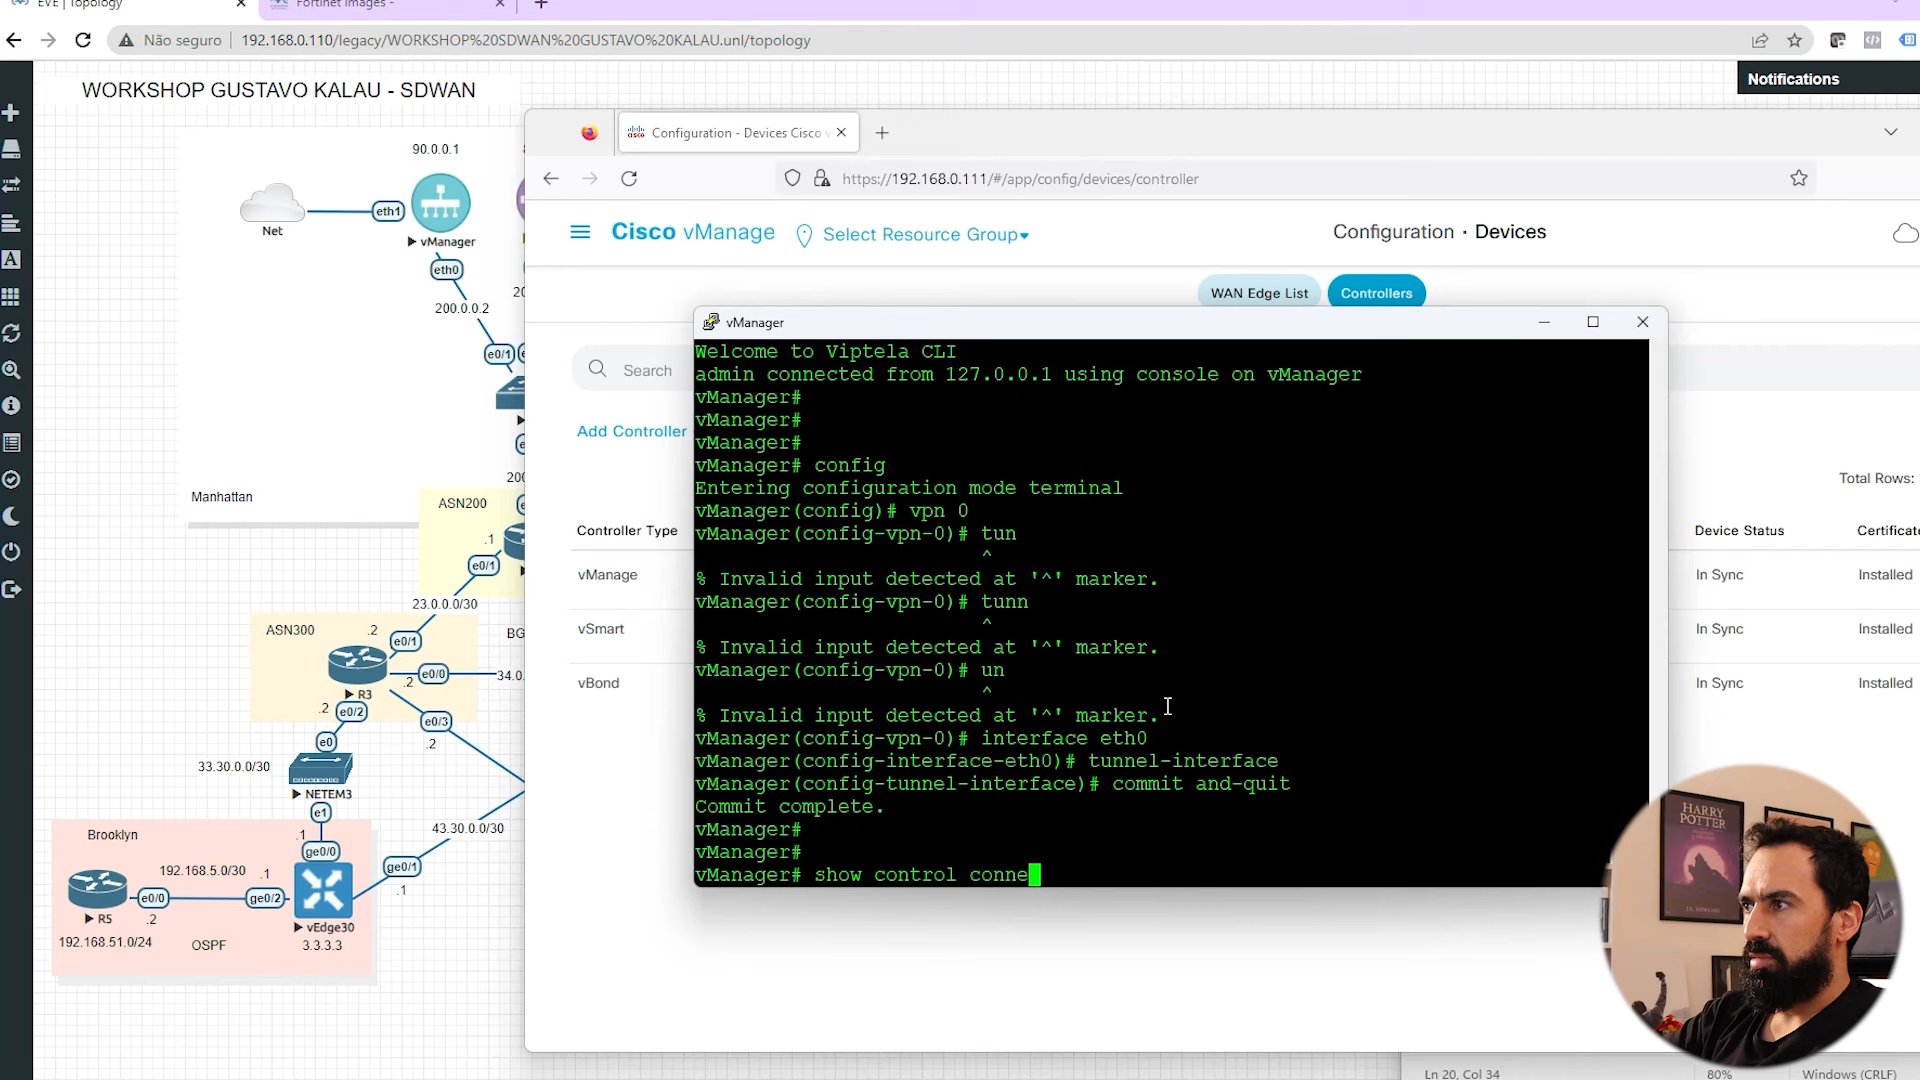 EVE | Topology
Fortinet Images -
Não seguro
192.168.0.110/legacy/WORKSHOP%20SDWAN%20GUSTAVO%20KALAU.unl/topology
WORKSHOP GUSTAVO KALAU - SDWAN
Notifications
90.0.0.1
Net
eth1
vManager
eth0
200.0.0.2
20
e0/1
Manhattan
200
ASN200
.1
e0/1
23.0.0.0/30
ASN300
.2
e0/1
BG
R3
.2
e0/0
34.0.
.2
e0/2
e0/3
.2
e0
33.30.0.0/30
NETEM3
e1
43.30.0.0/30
Brooklyn
.1
ge0/0
192.168.5.0/30
.1
ge0/1
.1
e0/0
ge0/2
R5
.2
vEdge30
192.168.51.0/24
OSPF
3.3.3.3
Configuration - Devices Cisco v
https://192.168.0.111/#/app/config/devices/controller
Cisco vManage
Select Resource Group
Configuration · Devices
WAN Edge List
Controllers
Search
Add Controller
Total Rows:
Controller Type
Device Status
Certificate
vManage
In Sync
Installed
vSmart
In Sync
Installed
vBond
In Sync
Installed
vManager
Welcome to Viptela CLI
admin connected from 127.0.0.1 using console on vManager
vManager#
vManager#
vManager#
vManager# config
Entering configuration mode terminal
vManager(config)# vpn 0
vManager(config-vpn-0)# tun
^
% Invalid input detected at '^' marker.
vManager(config-vpn-0)# tunn
^
% Invalid input detected at '^' marker.
vManager(config-vpn-0)# un
^
% Invalid input detected at '^' marker.
vManager(config-vpn-0)# interface eth0
vManager(config-interface-eth0)# tunnel-interface
vManager(config-tunnel-interface)# commit and-quit
Commit complete.
vManager#
vManager#
vManager# show control conne
HARRY
POTTER
J.K. ROWLING
Ln 20, Col 34
80%
Windows (CRLF)